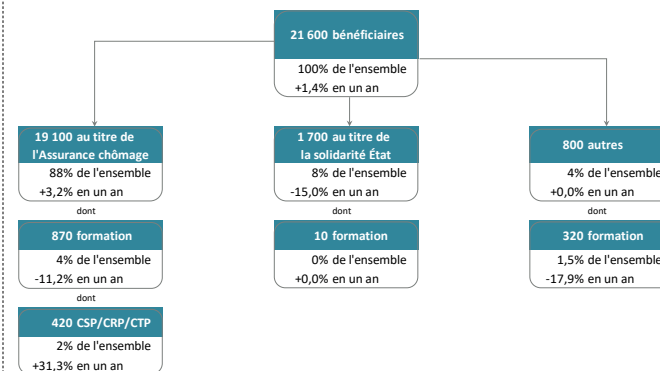 21 600 bénéficiaires
100% de l'ensemble
+1,4% en un an
19 100 au titre de
l'Assurance chômage
88% de l'ensemble
+3,2% en un an
dont
870 formation
4% de l'ensemble
-11,2% en un an
dont
420 CSP/CRP/CTP
2% de l'ensemble
+31,3% en un an
1 700 au titre de
la solidarité État
8% de l'ensemble
-15,0% en un an
dont
10 formation
0% de l'ensemble
+0,0% en un an
800 autres
4% de l'ensemble
+0,0% en un an
dont
320 formation
1,5% de l'ensemble
-17,9% en un an